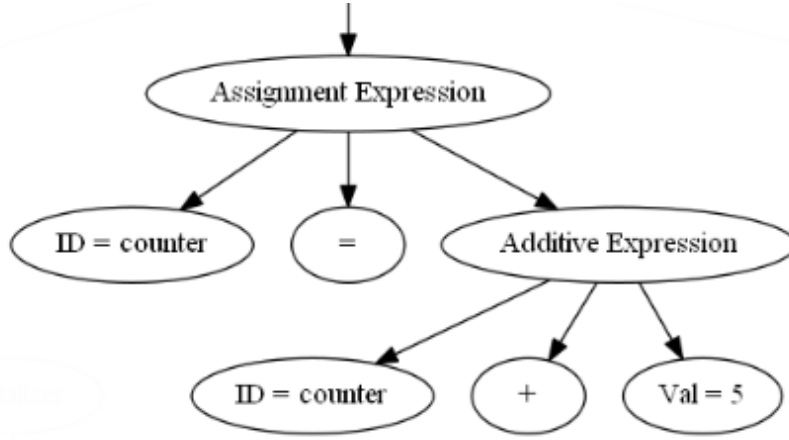 Assignment Expression
ID = counter
=
Additive Expression
ID = counter
+
Val = 5